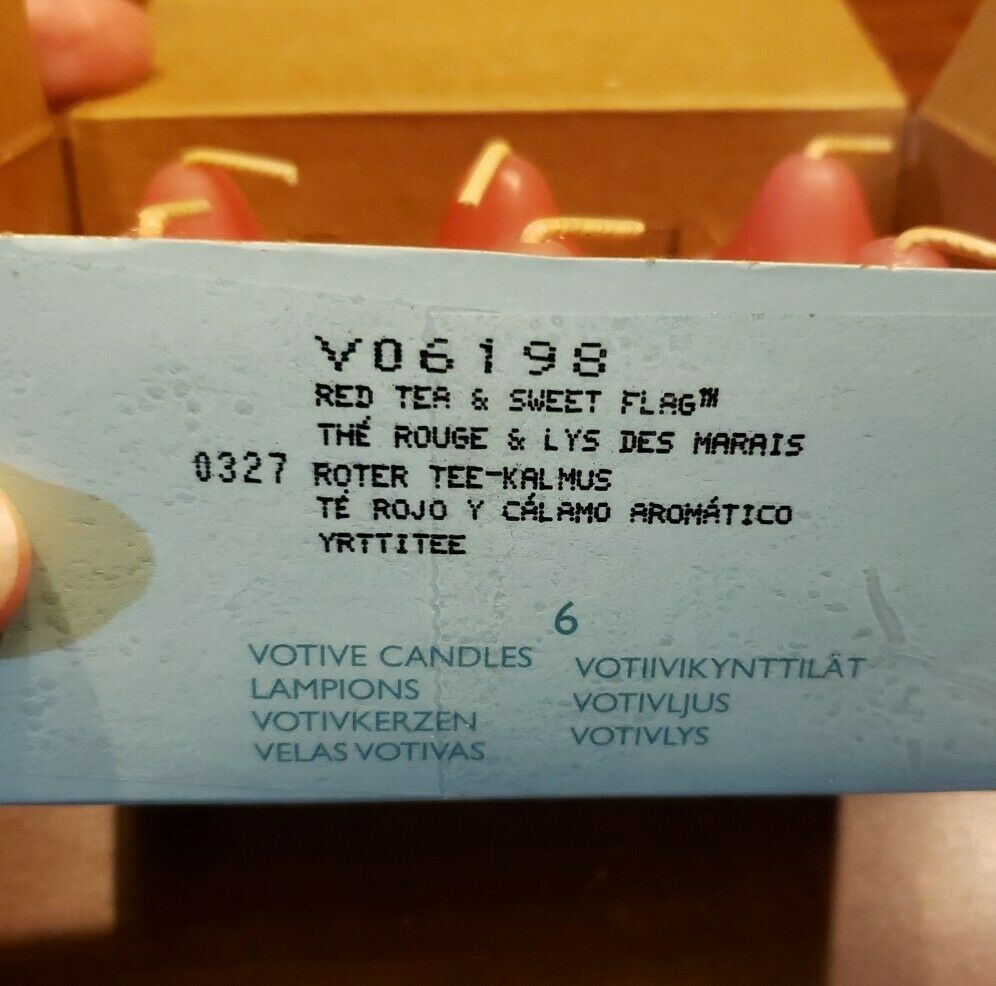 V06198
RED TEA & SWEET FLAG™
THÉ ROUGE & LYS DES MARAIS
0327 ROTER TEE-KALMUS
TÉ ROJO Y CÁLAMO AROMÁTICO
YRTTITEE
6
VOTIVE CANDLES
LAMPIONS
VOTIVKERZEN
VELAS VOTIVAS
VOTIIVIKYNTTILÄT
VOTIVLJUS
VOTIVLYS